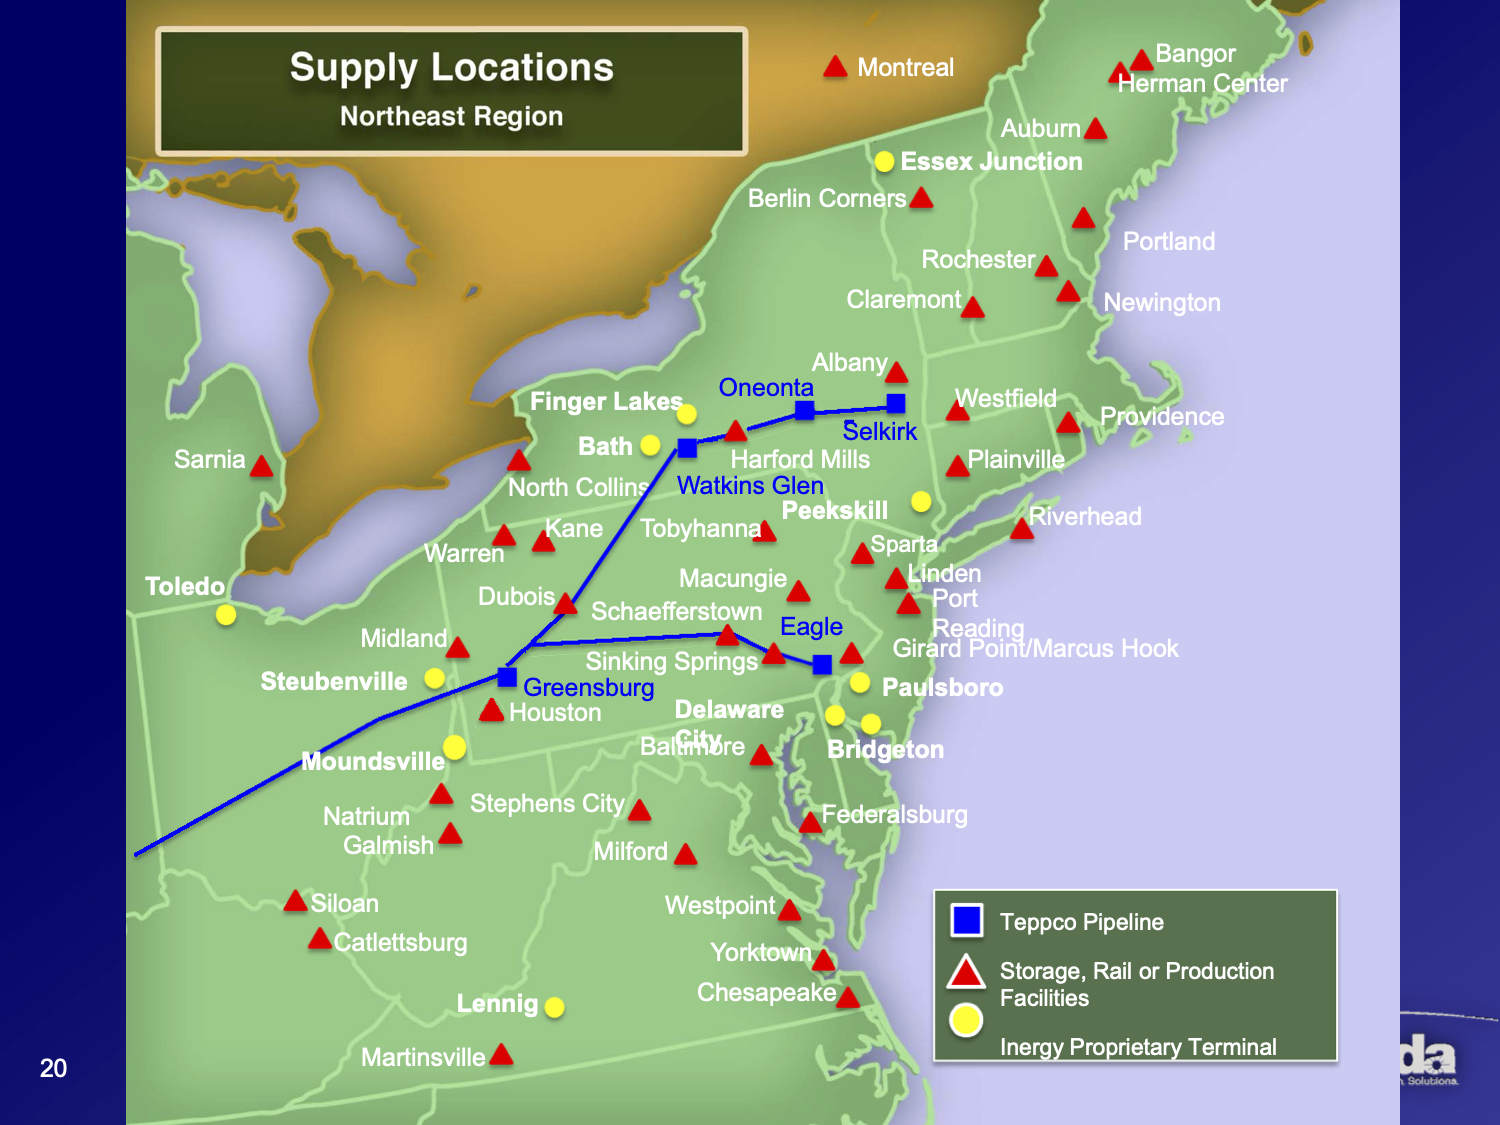 Supply Locations
Northeast Region
Montreal
Bangor
Herman Center
Auburn
Essex Junction
Berlin Corners
Portland
Rochester
Claremont
Newington
Albany
Oneonta
Finger Lakes
Westfield
Providence
Selkirk
Bath
Sarnia
Harford Mills
Plainville
North Collins
Watkins Glen
Peekskill
Riverhead
Kane
Tobyhanna
Warren
Sparta
Linden
Toledo
Macungie
Dubois
Port
Reading
Schaefferstown
Eagle
Midland
Girard Point/Marcus Hook
Sinking Springs
Steubenville
Greensburg
Paulsboro
Houston
Delaware
City
Baltimore
Bridgeton
Moundsville
Stephens City
Natrium
Federalsburg
Galmish
Milford
Siloan
Westpoint
Catlettsburg
Yorktown
Chesapeake
Lennig
Martinsville
Teppco Pipeline
Storage, Rail or Production
Facilities
Inergy Proprietary Terminal
da
Solutions.
20